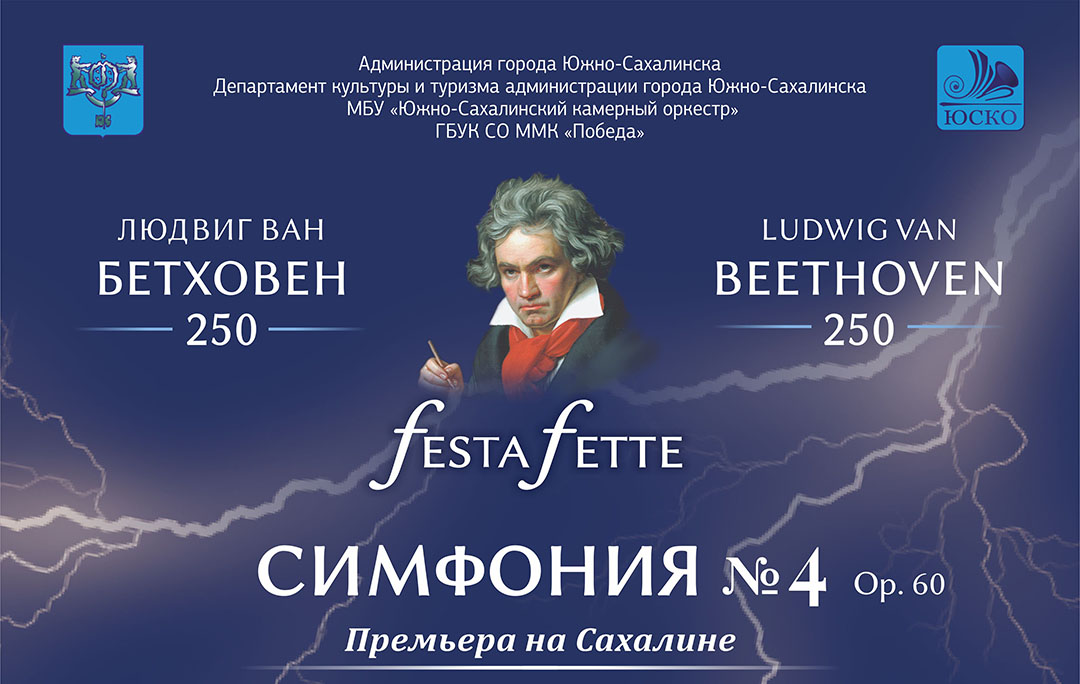 Администрация города Южно-Сахалинска
Департамент культуры и туризма администрации города Южно-Сахалинска
МБУ «Южно-Сахалинский камерный оркестр»
ГБУК СО ММК «Победа»
ЮСКО
ЛЮДВИГ ВАН
БЕТХОВЕН
250
LUDWIG VAN
BEETHOVEN
250
fESTA fETTE
СИМФОНИЯ №4 Op. 60
Премьера на Сахалине